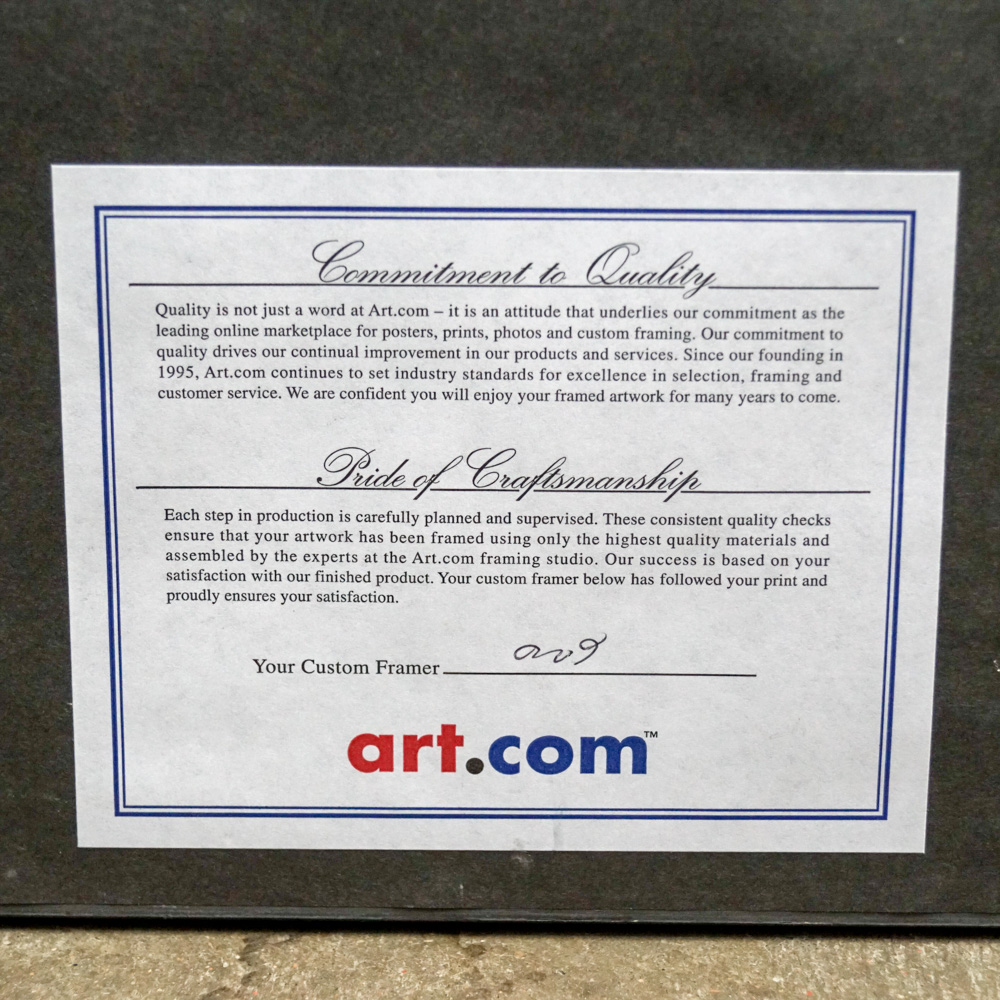 Commitment to Quality
Quality is not just a word at Art.com – it is an attitude that underlies our commitment as the
leading online marketplace for posters, prints, photos and custom framing. Our commitment to
quality drives our continual improvement in our products and services. Since our founding in
1995, Art.com continues to set industry standards for excellence in selection, framing and
customer service. We are confident you will enjoy your framed artwork for many years to come.
Pride of Craftsmanship
Each step in production is carefully planned and supervised. These consistent quality checks
ensure that your artwork has been framed using only the highest quality materials and
assembled by the experts at the Art.com framing studio. Our success is based on your
satisfaction with our finished product. Your custom framer below has followed your print and
proudly ensures your satisfaction.
Your Custom Framer
art.com™